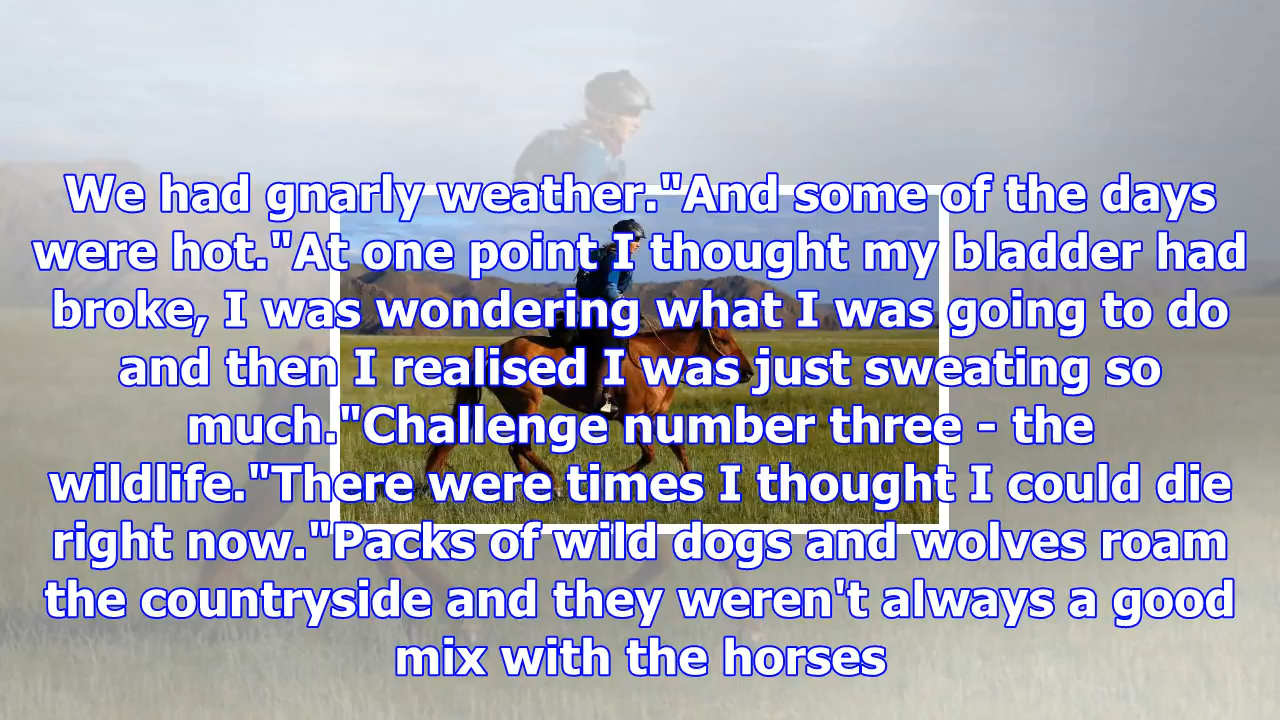 We had gnarly weather."And some of the days
were hot."At one point I thought my bladder had
broke, I was wondering what I was going to do
and then I realised I was just sweating so
much."Challenge number three - the
wildlife."There were times I thought I could die
right now."Packs of wild dogs and wolves roam
the countryside and they weren't always a good
mix with the horses